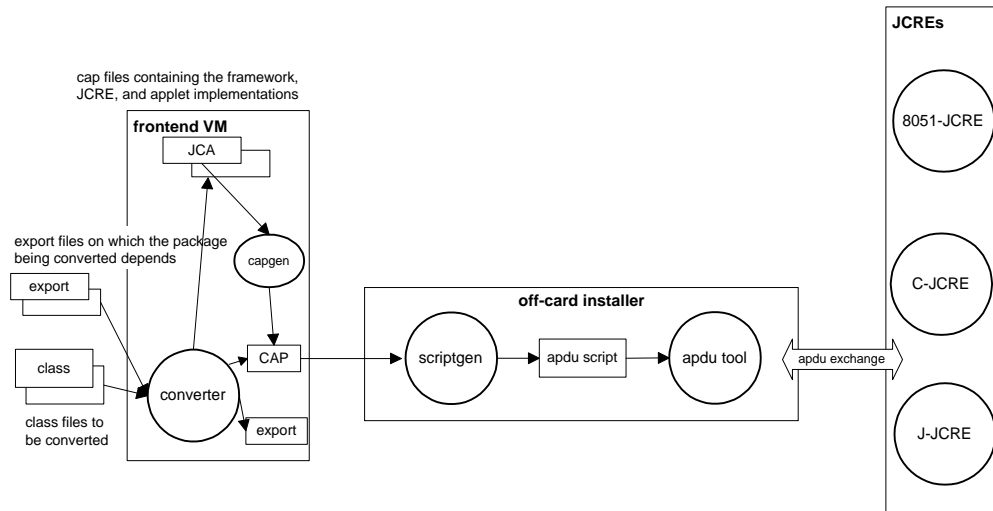 JCREs
cap files containing the framework,
JCRE, and applet implementations
frontend VM
JCA
8051-JCRE
export files on which the package
being converted depends
capgen
export
C-JCRE
off-card installer
class
CAP
scriptgen
apdu script
apdu tool
apdu exchange
converter
class files to
be converted
export
J-JCRE